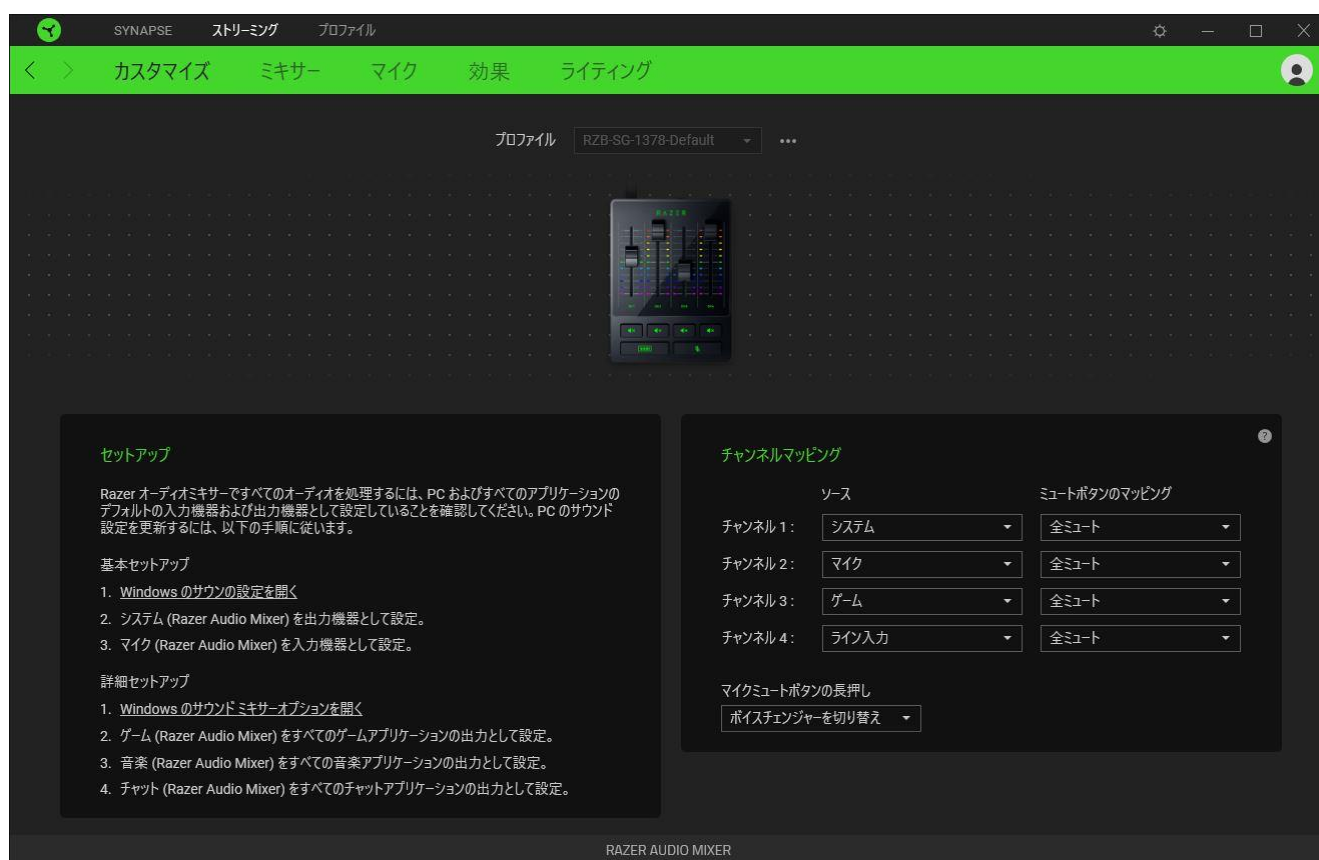 SYNAPSE ストリーミング プロファイル
カスタマイズ ミキサー マイク 効果 ライティング
プロファイル RZB-SG-1378-Default
RAZER
セットアップ
Razer オーディオミキサーですべてのオーディオを処理するには、PC およびすべてのアプリケーションの
デフォルトの入力機器および出力機器として設定していることを確認してください。PC のサウンド
設定を更新するには、以下の手順に従います。
基本セットアップ
1. Windows のサウンの設定を開く
2. システム (Razer Audio Mixer) を出力機器として設定。
3. マイク (Razer Audio Mixer) を入力機器として設定。
詳細セットアップ
1. Windows のサウンド ミキサーオプションを開く
2. ゲーム (Razer Audio Mixer) をすべてのゲームアプリケーションの出力として設定。
3. 音楽 (Razer Audio Mixer) をすべての音楽アプリケーションの出力として設定。
4. チャット (Razer Audio Mixer) をすべてのチャットアプリケーションの出力として設定。
チャンネルマッピング
?
ソース ミュートボタンのマッピング
チャンネル 1 : システム 全ミュート
チャンネル 2 : マイク 全ミュート
チャンネル 3 : ゲーム 全ミュート
チャンネル 4 : ライン入力 全ミュート
マイクミュートボタンの長押し
ボイスチェンジャーを切り替え
RAZER AUDIO MIXER